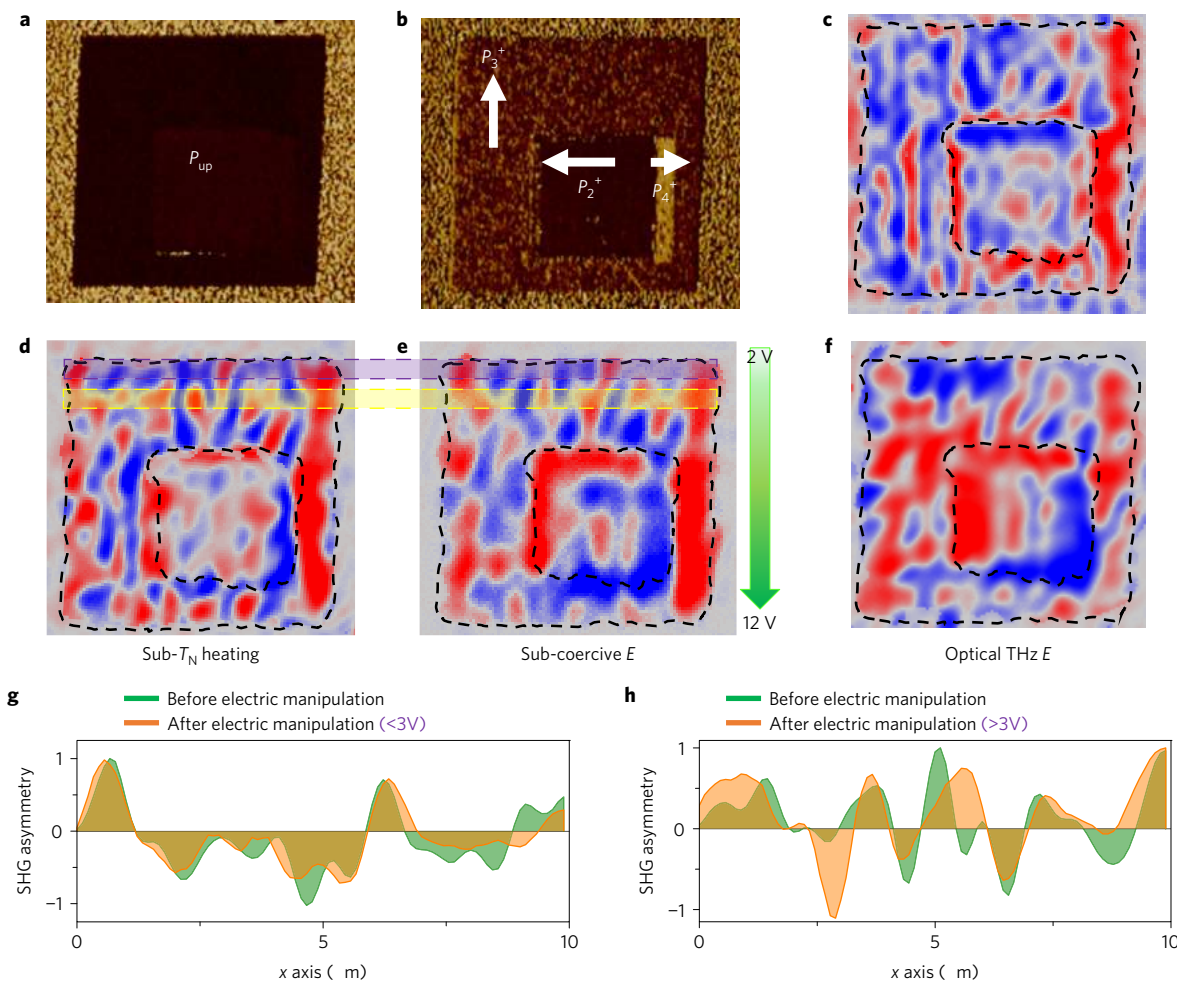 a
b
c
P3+
Pup
P2+
P4+
d
e
f
2 V
12 V
Sub-TN heating
Sub-coercive E
Optical THz E
g
Before electric manipulation
After electric manipulation (<3V)
SHG asymmetry
1
0
−1
0
5
10
x axis ( m)
h
Before electric manipulation
After electric manipulation (>3V)
SHG asymmetry
1
0
−1
0
5
10
x axis ( m)